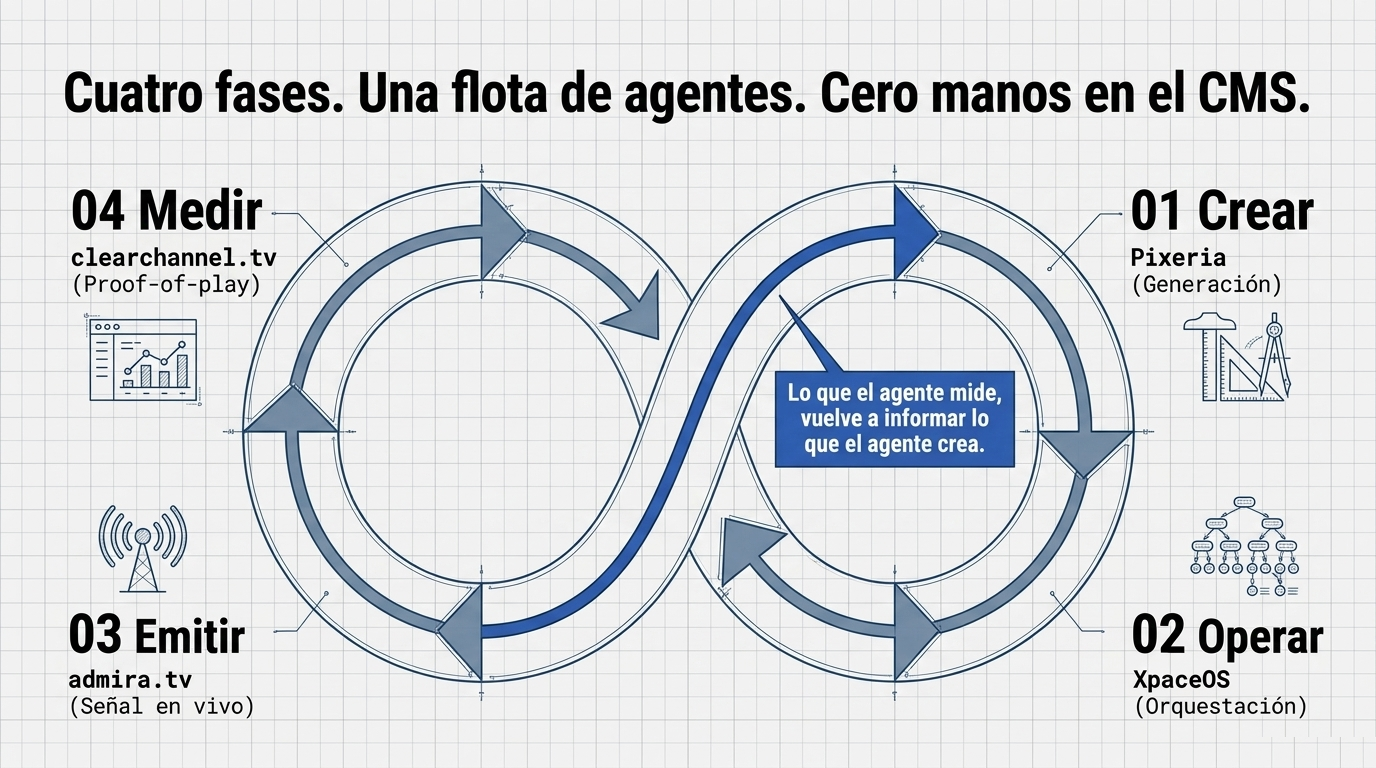 Cuatro fases. Una flota de agentes. Cero manos en el CMS.
04 Medir
clearchannel.tv
(Proof-of-play)
01 Crear
Pixeria
(Generación)
Lo que el agente mide,
vuelve a informar lo
que el agente crea.
03 Emitir
admira.tv
(Señal en vivo)
02 Operar
XpaceOS
(Orquestación)